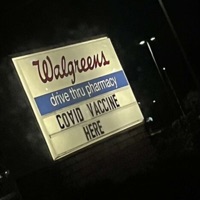 Walgreens
drive thru pharmacy
COVID VACCINE
HERE